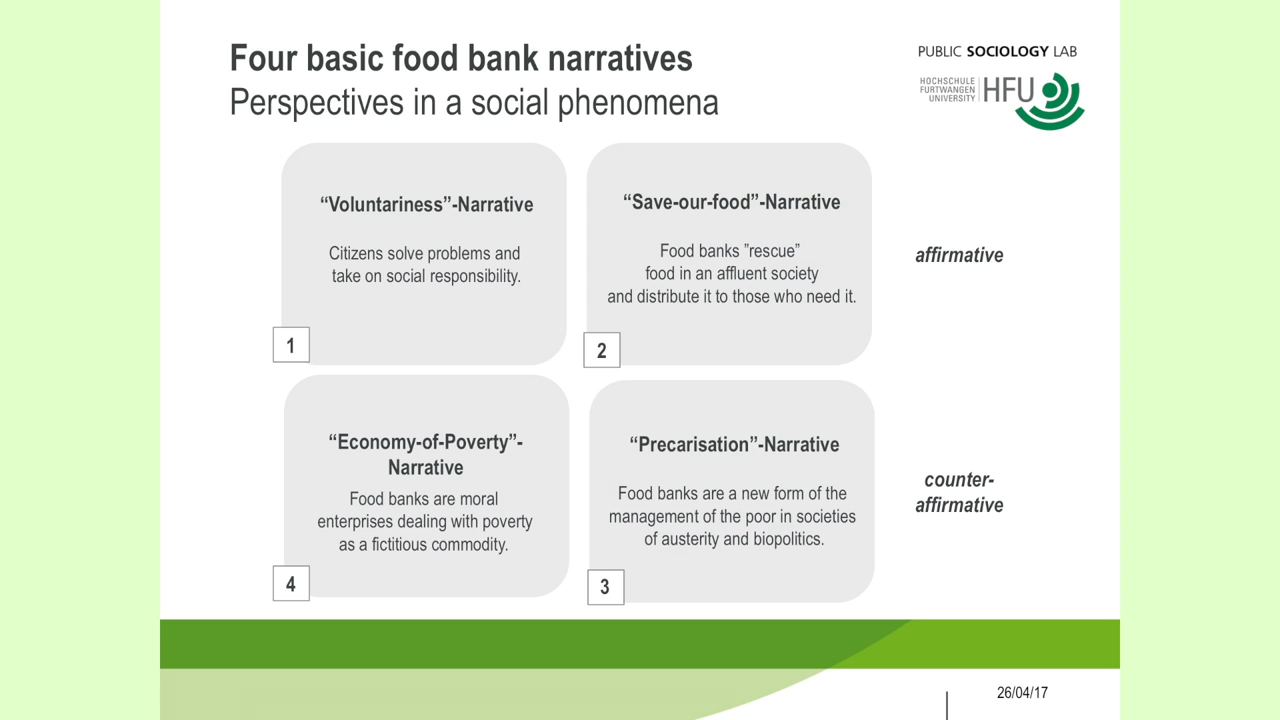 Four basic food bank narratives
Perspectives in a social phenomena
PUBLIC SOCIOLOGY LAB
HOCHSCHULE
FURTWANGEN
UNIVERSITY
HFU
“Voluntariness”-Narrative
Citizens solve problems and
take on social responsibility.
1
“Save-our-food”-Narrative
Food banks ”rescue”
food in an affluent society
and distribute it to those who need it.
2
affirmative
“Economy-of-Poverty”-
Narrative
Food banks are moral
enterprises dealing with poverty
as a fictitious commodity.
4
“Precarisation”-Narrative
Food banks are a new form of the
management of the poor in societies
of austerity and biopolitics.
3
counter-
affirmative
26/04/17